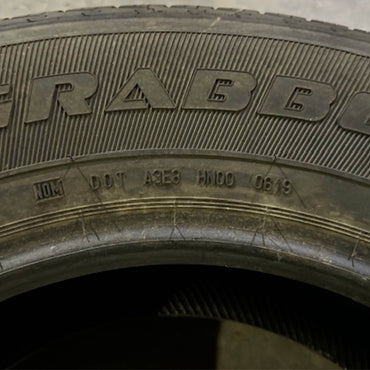 GRABBE
NOM DOT A3E8 HN00 0619